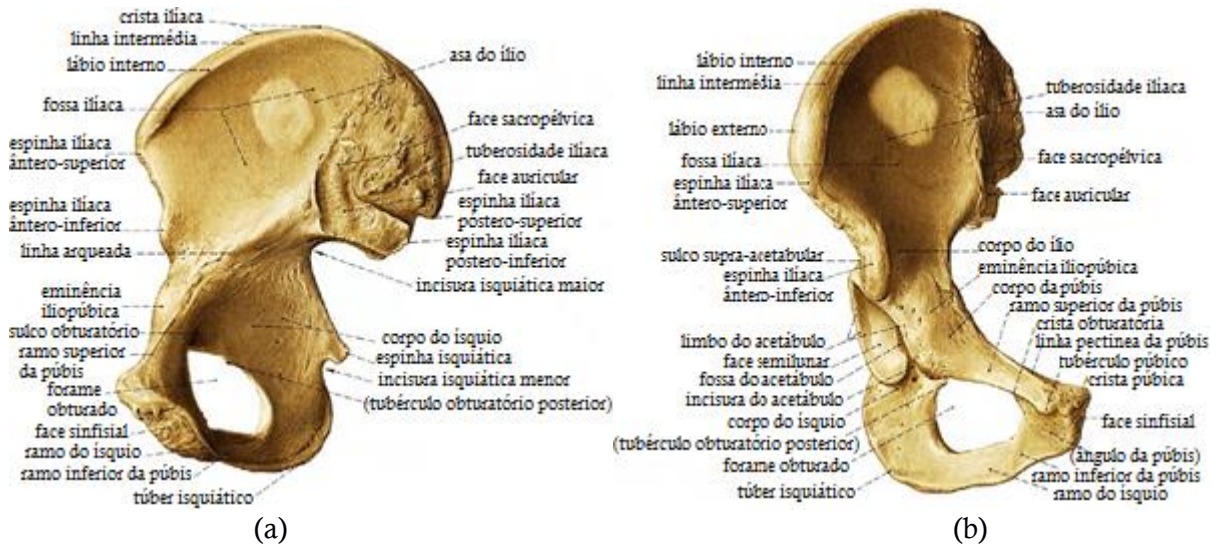 crista ilíaca
linha intermédia
lábio interno
fossa ilíaca
espinha ilíaca
ântero-superior
espinha ilíaca
ântero-inferior
linha arqueada
eminência
iliopúbica
sulco obturatório
ramo superior
da púbis
forame
obturado
face sinfisial
ramo do ísquio
ramo inferior da púbis
túber isquiático
asa do ílio
face sacropélvica
tuberosidade ilíaca
face auricular
espinha ilíaca
póstero-superior
espinha ilíaca
póstero-inferior
incisura isquiática maior
corpo do ísquio
espinha isquiática
incisura isquiática menor
(tubérculo obturatório posterior)
(a)
lábio interno
linha intermédia
lábio externo
fossa ilíaca
espinha ilíaca
ântero-superior
sulco supra-acetabular
espinha ilíaca
ântero-inferior
limbo do acetábulo
face semilunar
fossa do acetábulo
incisura do acetábulo
corpo do ísquio
(tubérculo obturatório posterior)
forame obturado
túber isquiático
tuberosidade ilíaca
asa do ílio
face sacropélvica
face auricular
corpo do ílio
eminência iliopúbica
corpo da púbis
ramo superior da púbis
crista obturatória
linha pectínea da púbis
tubérculo púbico
crista púbica
face sinfisial
(ângulo da púbis)
ramo inferior da púbis
ramo do ísquio
(b)